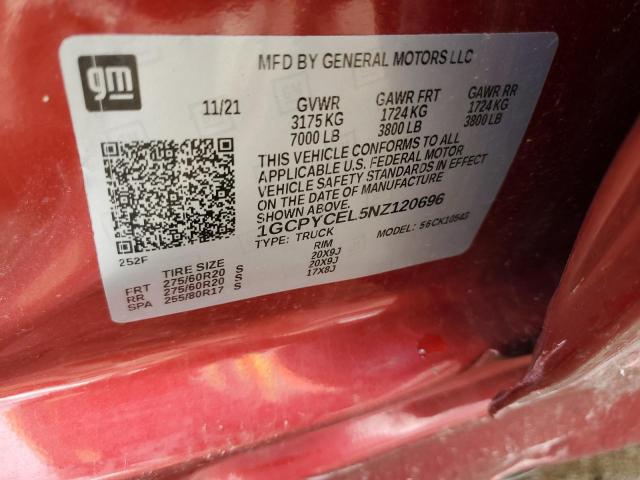 gm
MFD BY GENERAL MOTORS LLC
11/21 GVWR GAWR FRT GAWR RR
3175 KG 1724 KG 1724 KG
7000 LB 3800 LB 3800 LB
THIS VEHICLE CONFORMS TO ALL
APPLICABLE U.S. FEDERAL MOTOR
VEHICLE SAFETY STANDARDS IN EFFECT
ON THE DATE OF MANUFACTURE
SHOWN ABOVE.
1GCPYCEL5NZ120696
TYPE: TRUCK MODEL: 56CK10543
252F
TIRE SIZE RIM
FRT 275/60R20 S 20X9J
RR 275/60R20 S 20X9J
SPA 255/80R17 S 17X8J